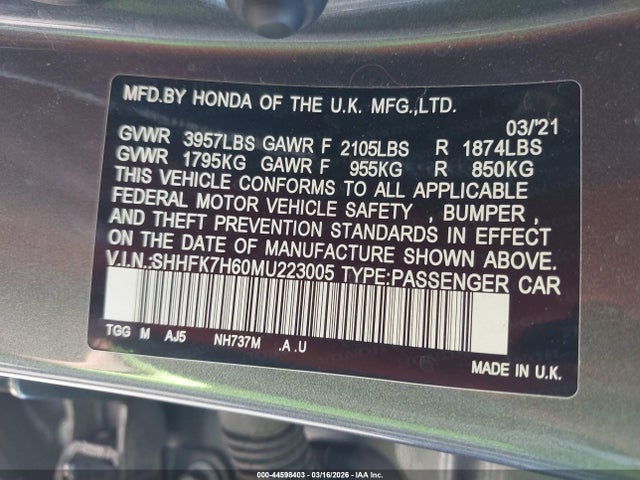 MFD.BY HONDA OF THE U.K. MFG.,LTD.
03/'21
GVWR 3957LBS GAWR F 2105LBS R 1874LBS
GVWR 1795KG GAWR F 955KG R 850KG
THIS VEHICLE CONFORMS TO ALL APPLICABLE
FEDERAL MOTOR VEHICLE SAFETY , BUMPER ,
AND THEFT PREVENTION STANDARDS IN EFFECT
ON THE DATE OF MANUFACTURE SHOWN ABOVE.
V.I.N.:SHHFK7H60MU223005 TYPE:PASSENGER CAR
TGG M AJ5 NH737M .A .U
MADE IN U.K.
000-44598403 - 03/16/2026 - IAA Inc.